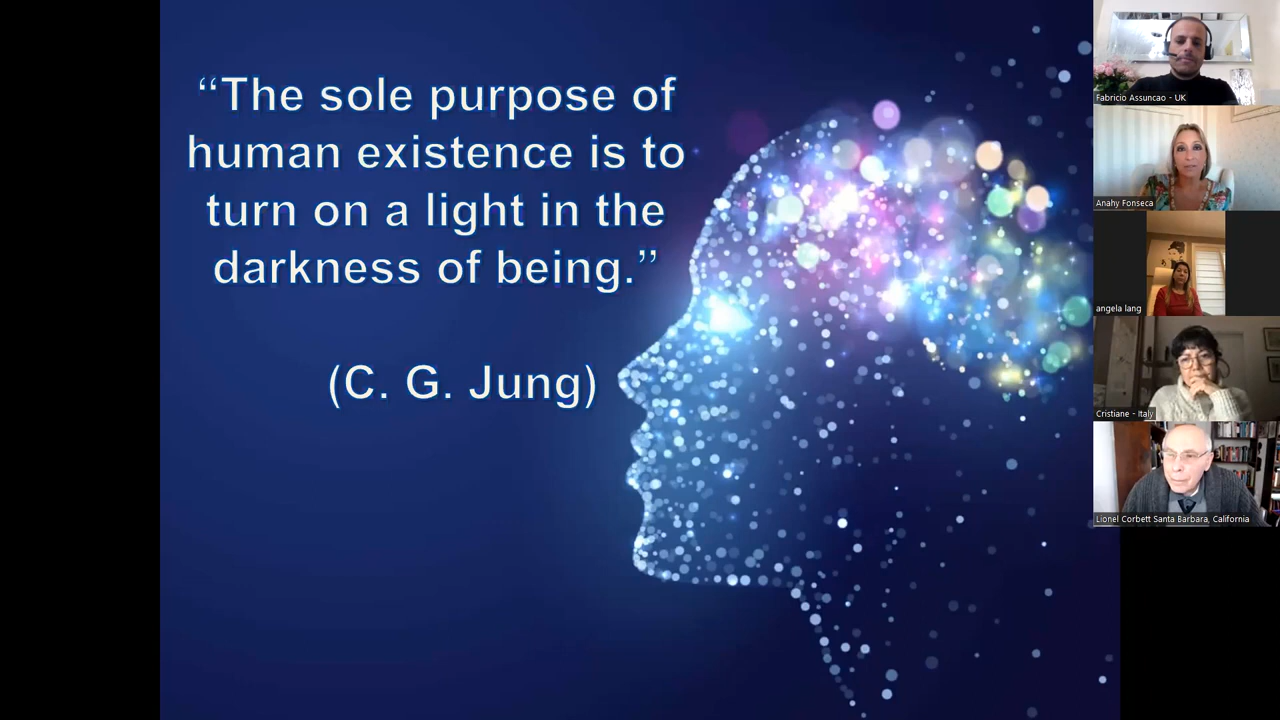 “The sole purpose of
human existence is to
turn on a light in the
darkness of being.”
(C. G. Jung)
Fabricio Assuncao - UK
Anahy Fonseca
angela lang
Cristiane - Italy
Lionel Corbett Santa Barbara, California